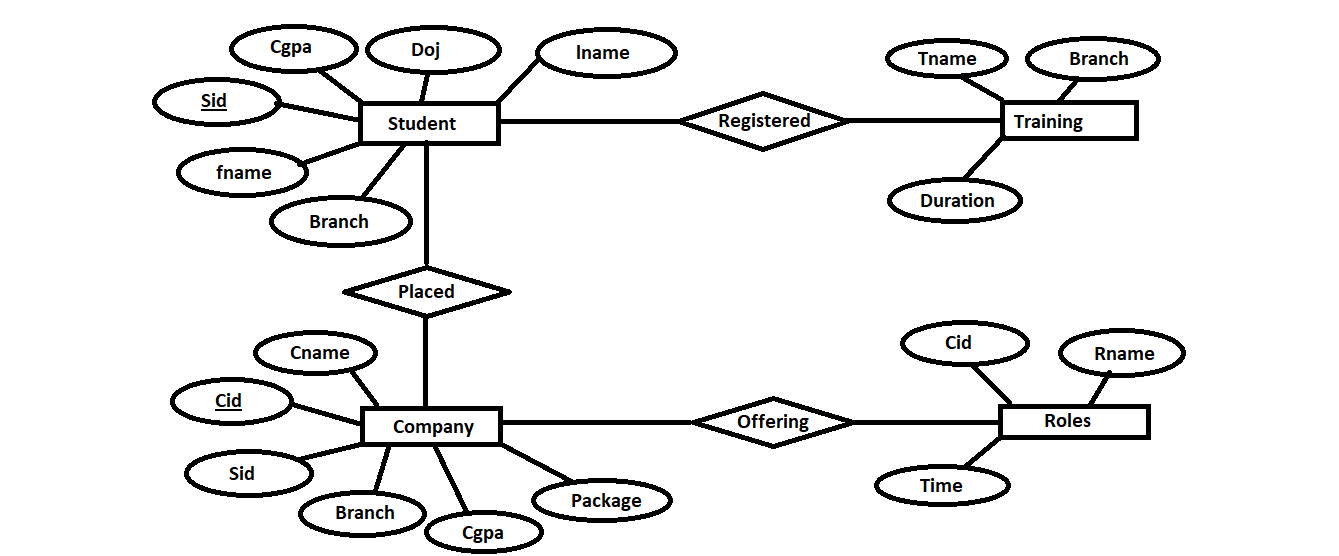 Cgpa
Doj
lname
Tname
Branch
Sid
Student
Registered
Training
fname
Branch
Duration
Placed
Cname
Cid
Rname
Cid
Company
Offering
Roles
Sid
Branch
Cgpa
Package
Time